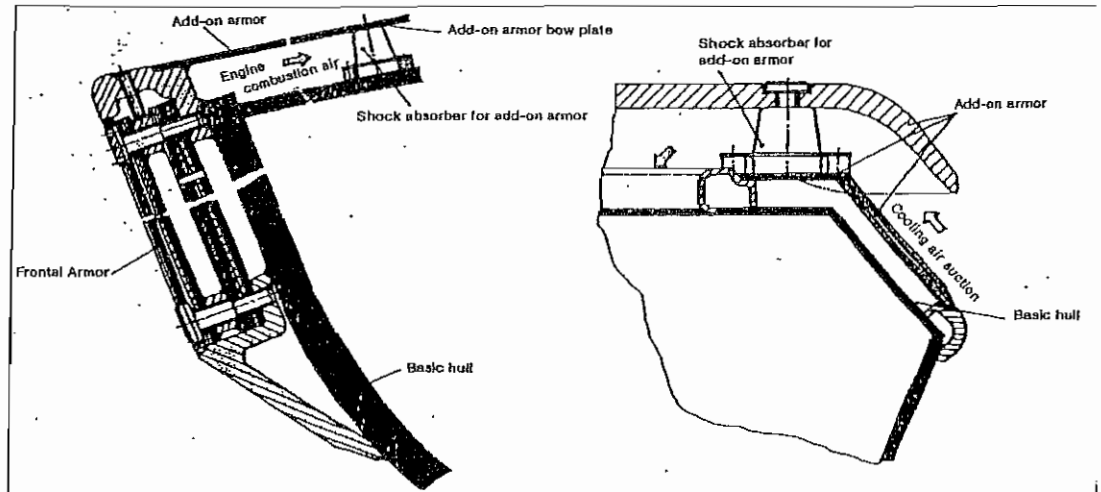 Add-on armor
Add-on armor bow plate
Engine
combustion air
Shock absorber for add-on armor
Frontal Armor
Basic hull
Shock absorber for
add-on armor
Add-on armor
Cooling air suction
Basic hull